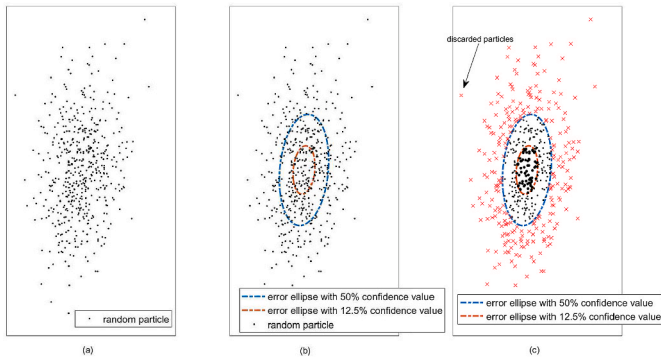 discarded particles
random particle
error ellipse with 50% confidence value
error ellipse with 12.5% confidence value
random particle
error ellipse with 50% confidence value
error ellipse with 12.5% confidence value
(a)
(b)
(c)